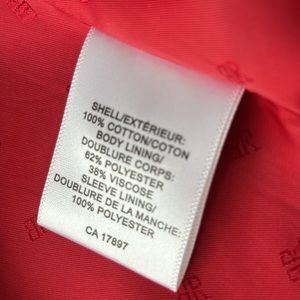 SHELL/EXTÉRIEUR:
100% COTTON/COTON
BODY LINING/
DOUBLURE CORPS:
62% POLYESTER
38% VISCOSE
SLEEVE LINING/
DOUBLURE DE LA MANCHE:
100% POLYESTER
CA 17897